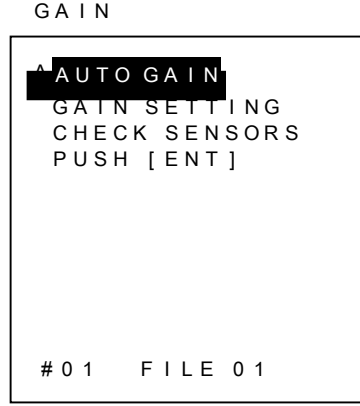 GAIN
AUTO GAIN
GAIN SETTING
CHECK SENSORS
PUSH [ENT]
#01 FILE 01